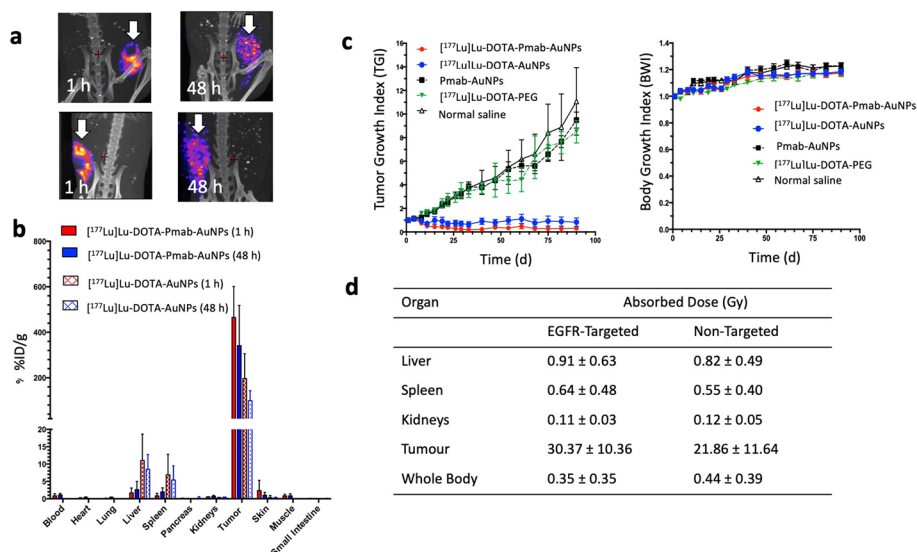 a
1 h
48 h
1 h
48 h
b
[177Lu]Lu-DOTA-Pmab-AuNPs (1 h)
[177Lu]Lu-DOTA-Pmab-AuNPs (48 h)
[177Lu]Lu-DOTA-AuNPs (1 h)
[177Lu]Lu-DOTA-AuNPs (48 h)
%ID/g
800
600
400
200
20
15
10
5
0
Blood
Heart
Lung
Liver
Spleen
Pancreas
Kidneys
Tumor
Skin
Muscle
Small Intestine
c
Tumor Growth Index (TGI)
16
14
12
10
8
6
4
2
0
[177Lu]Lu-DOTA-Pmab-AuNPs
[177Lu]Lu-DOTA-AuNPs
Pmab-AuNPs
[177Lu]Lu-DOTA-PEG
Normal saline
0 25 50 75 100
Time (d)
Body Growth Index (BWI)
1.4
1.2
1.0
0.8
0.6
0.4
0.2
0.0
[177Lu]Lu-DOTA-Pmab-AuNPs
[177Lu]Lu-DOTA-AuNPs
Pmab-AuNPs
[177Lu]Lu-DOTA-PEG
Normal saline
0 25 50 75 100
Time (d)
d
Organ Absorbed Dose (Gy)
EGFR-Targeted Non-Targeted
Liver 0.91 ± 0.63 0.82 ± 0.49
Spleen 0.64 ± 0.48 0.55 ± 0.40
Kidneys 0.11 ± 0.03 0.12 ± 0.05
Tumour 30.37 ± 10.36 21.86 ± 11.64
Whole Body 0.35 ± 0.35 0.44 ± 0.39